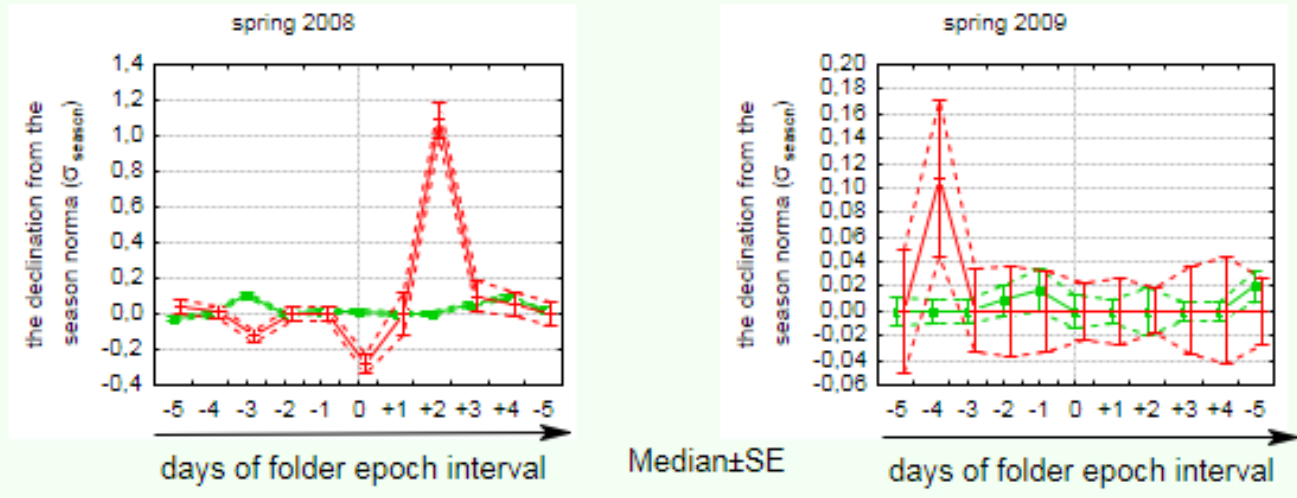 spring 2008
the declination from the
season norma (σseason)
1,4
1,2
1,0
0,8
0,6
0,4
0,2
0,0
-0,2
-0,4
-5 -4 -3 -2 -1 0 +1 +2 +3 +4 -5
days of folder epoch interval
Median±SE
spring 2009
the declination from the
season norma (σseason)
0,20
0,18
0,16
0,14
0,12
0,10
0,08
0,06
0,04
0,02
0,00
-0,02
-0,04
-0,06
-5 -4 -3 -2 -1 0 +1 +2 +3 +4 -5
days of folder epoch interval